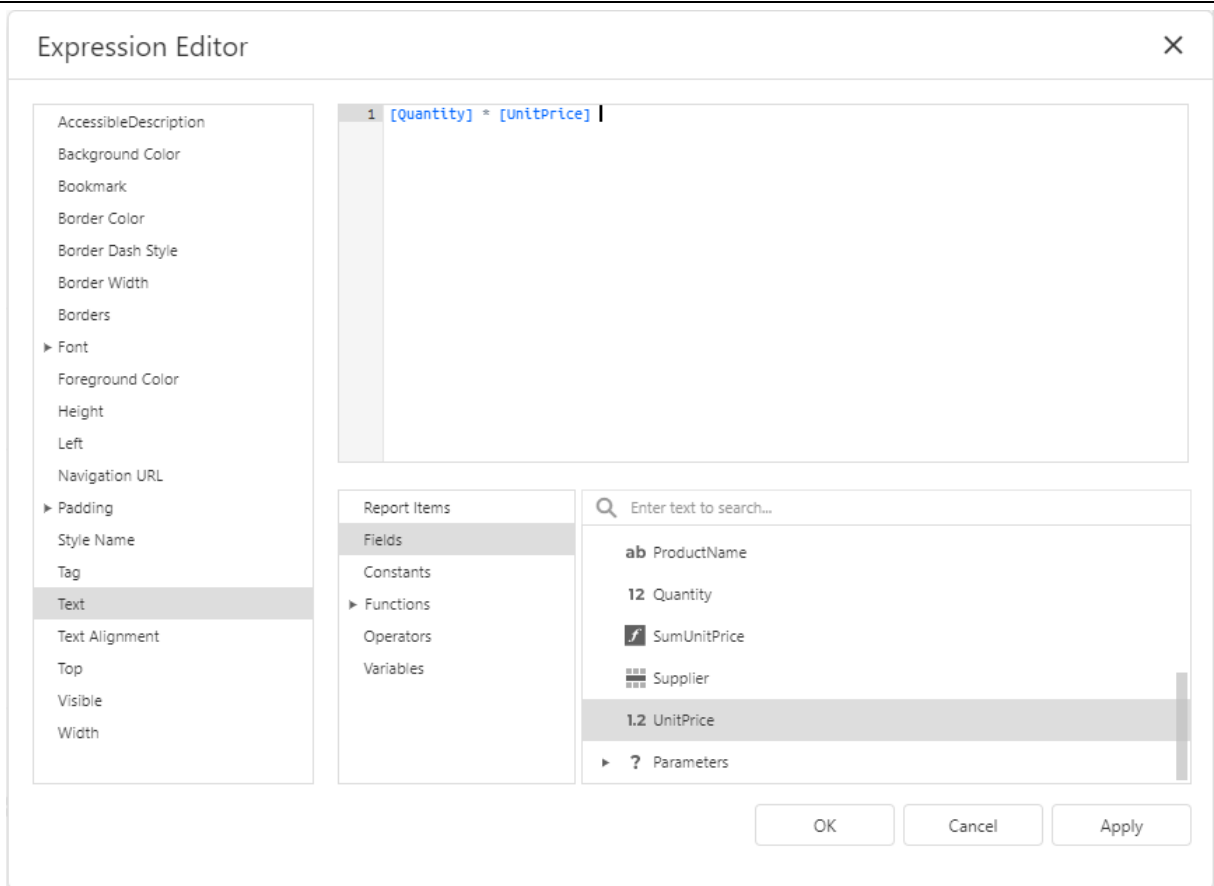 Expression Editor
AccessibleDescription
Background Color
Bookmark
Border Color
Border Dash Style
Border Width
Borders
Font
Foreground Color
Height
Left
Navigation URL
Padding
Style Name
Tag
Text
Text Alignment
Top
Visible
Width
1 [Quantity] * [UnitPrice]
Report Items
Fields
Constants
Functions
Operators
Variables
Enter text to search...
ab ProductName
12 Quantity
f SumUnitPrice
Supplier
1.2 UnitPrice
? Parameters
OK Cancel Apply